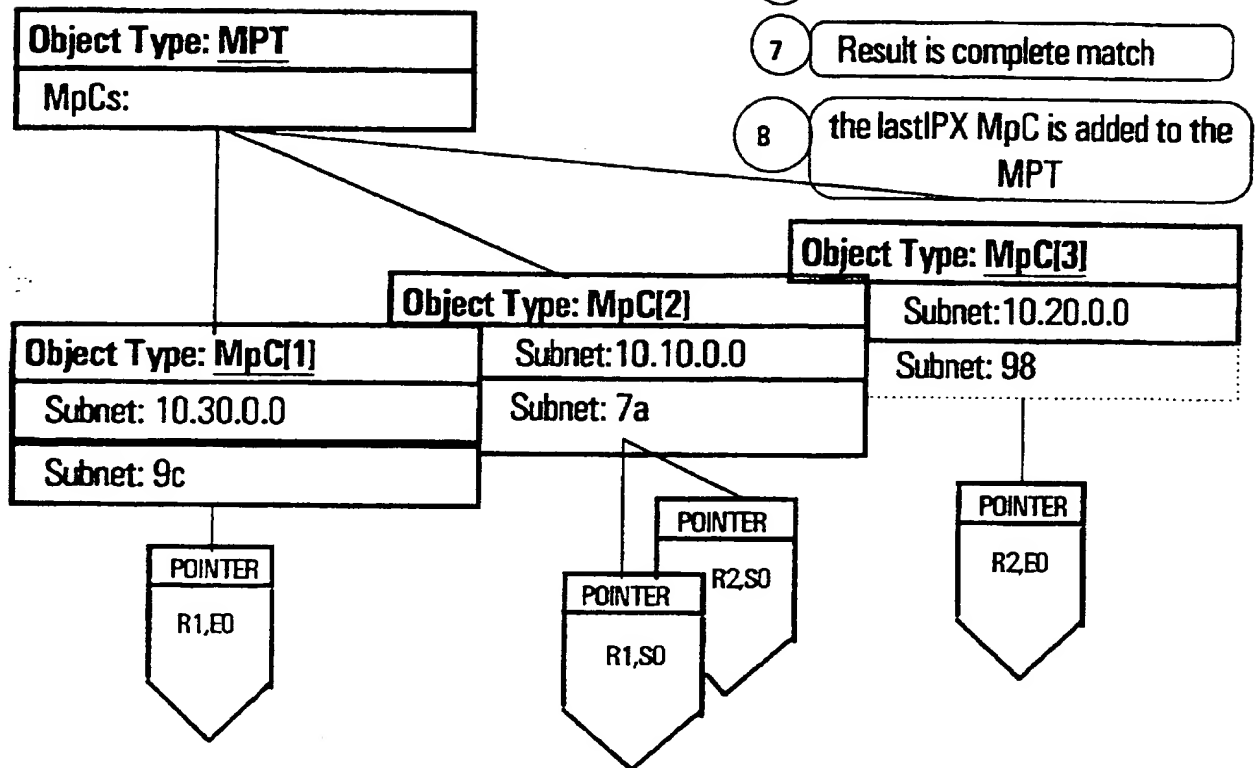 Object Type: MPT
MpCs:
7
Result is complete match
8
the lastIPX MpC is added to the
MPT
Object Type: MpC[3]
Subnet:10.20.0.0
Subnet: 98
Object Type: MpC[2]
Subnet:10.10.0.0
Subnet: 7a
Object Type: MpC[1]
Subnet: 10.30.0.0
Subnet: 9c
POINTER
R1,E0
POINTER
R1,S0
POINTER
R2,S0
POINTER
R2,E0